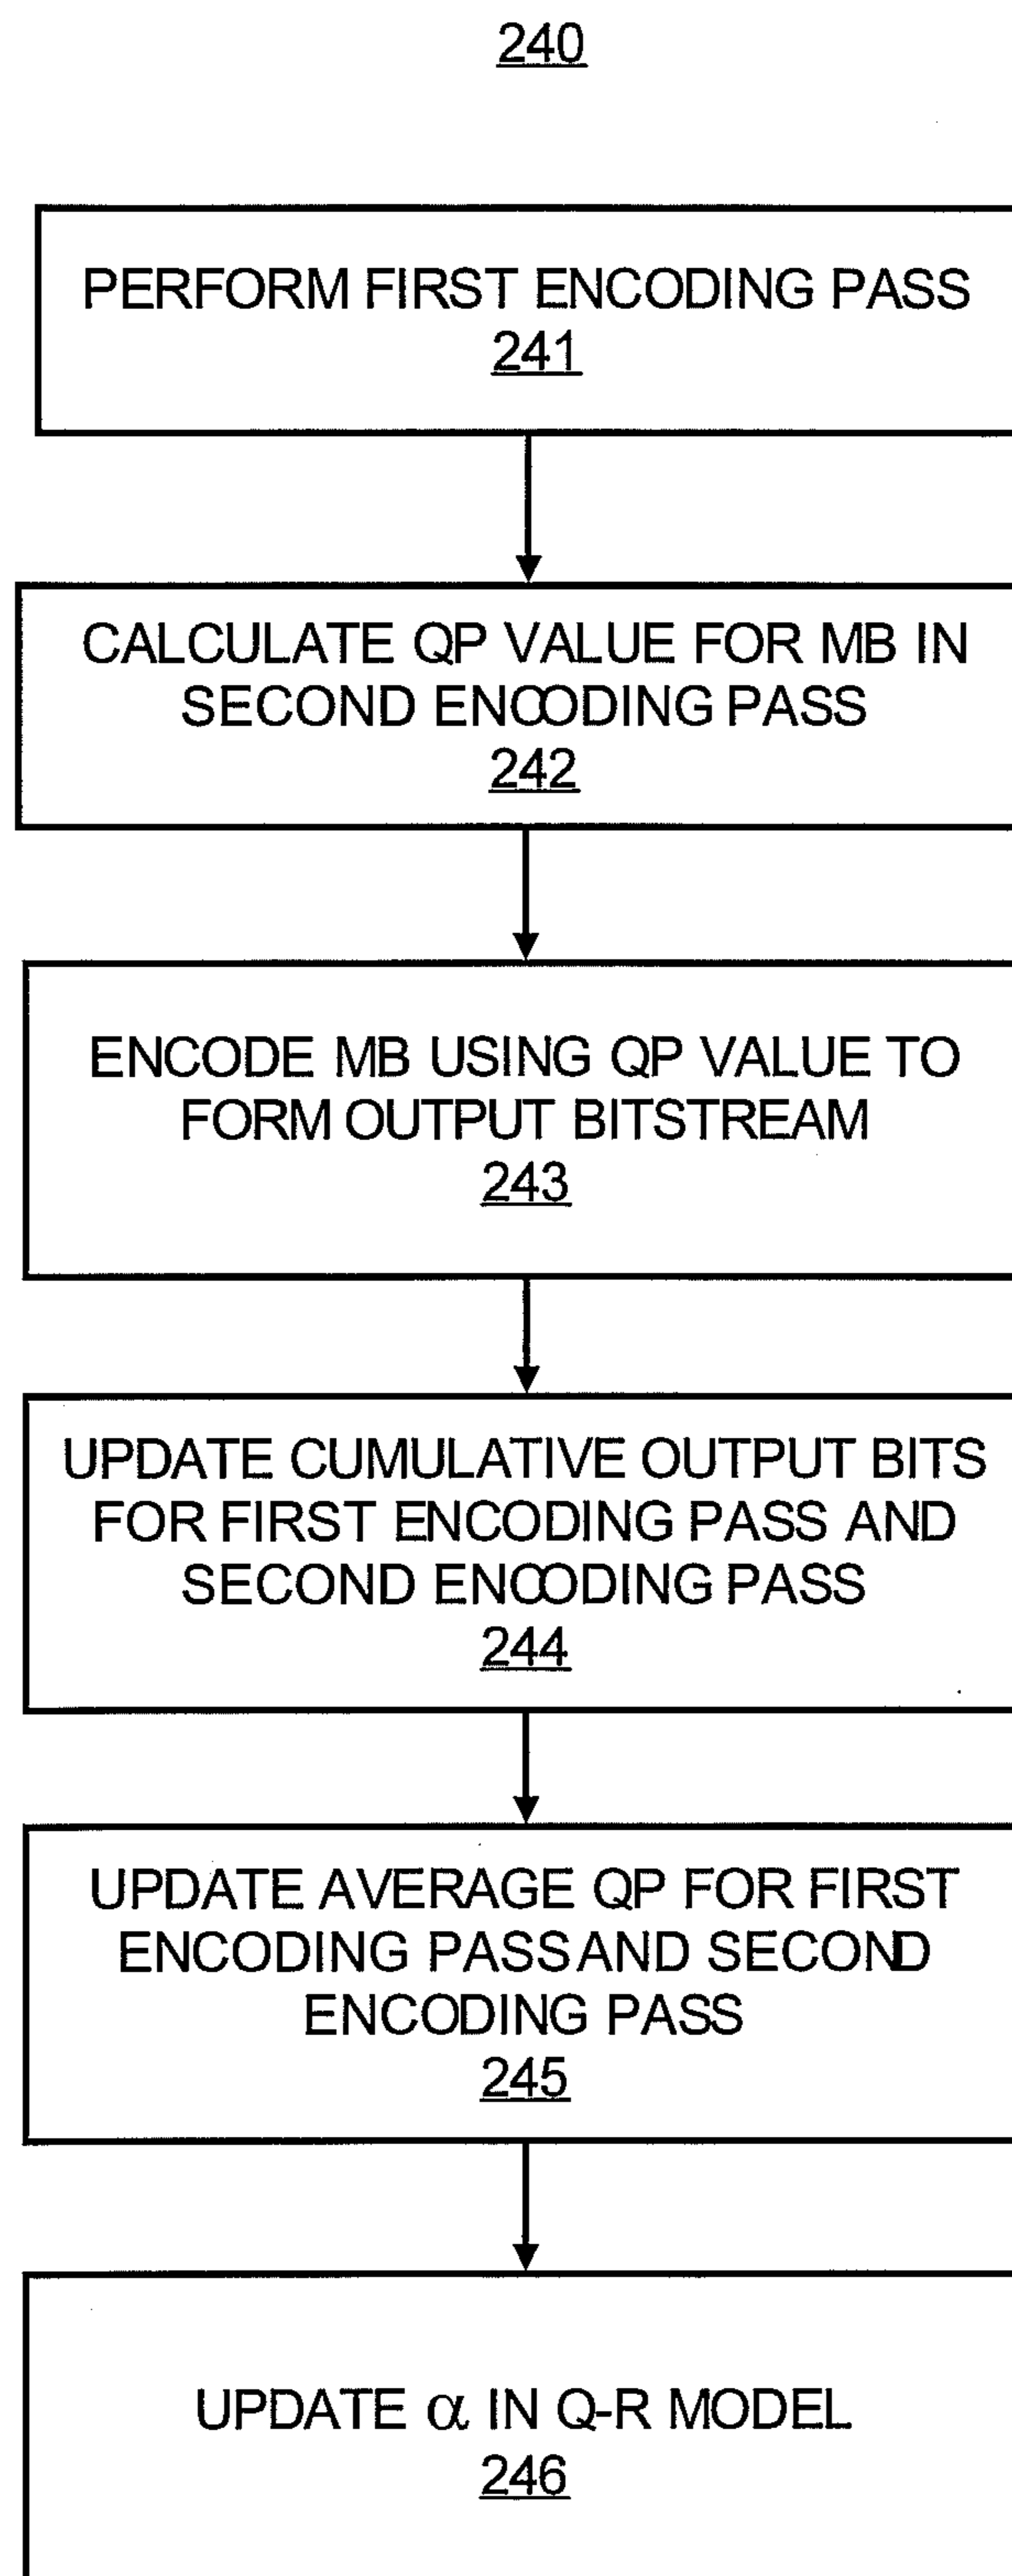 240
PERFORM FIRST ENCODING PASS
241
CALCULATE QP VALUE FOR MB IN
SECOND ENCODING PASS
242
ENCODE MB USING QP VALUE TO
FORM OUTPUT BITSTREAM
243
UPDATE CUMULATIVE OUTPUT BITS
FOR FIRST ENCODING PASS AND
SECOND ENCODING PASS
244
UPDATE AVERAGE QP FOR FIRST
ENCODING PASS AND SECOND
ENCODING PASS
245
UPDATE α IN Q-R MODEL
246